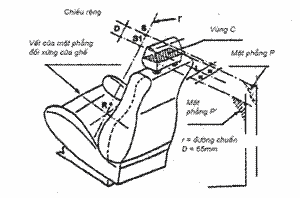 Chiều rộng
D
S
r
S1
Vùng C
Mặt phẳng P
Vết của mặt phẳng
đối xứng của ghế
R
Mặt
phẳng P'
r = đường chuẩn
D = 65mm